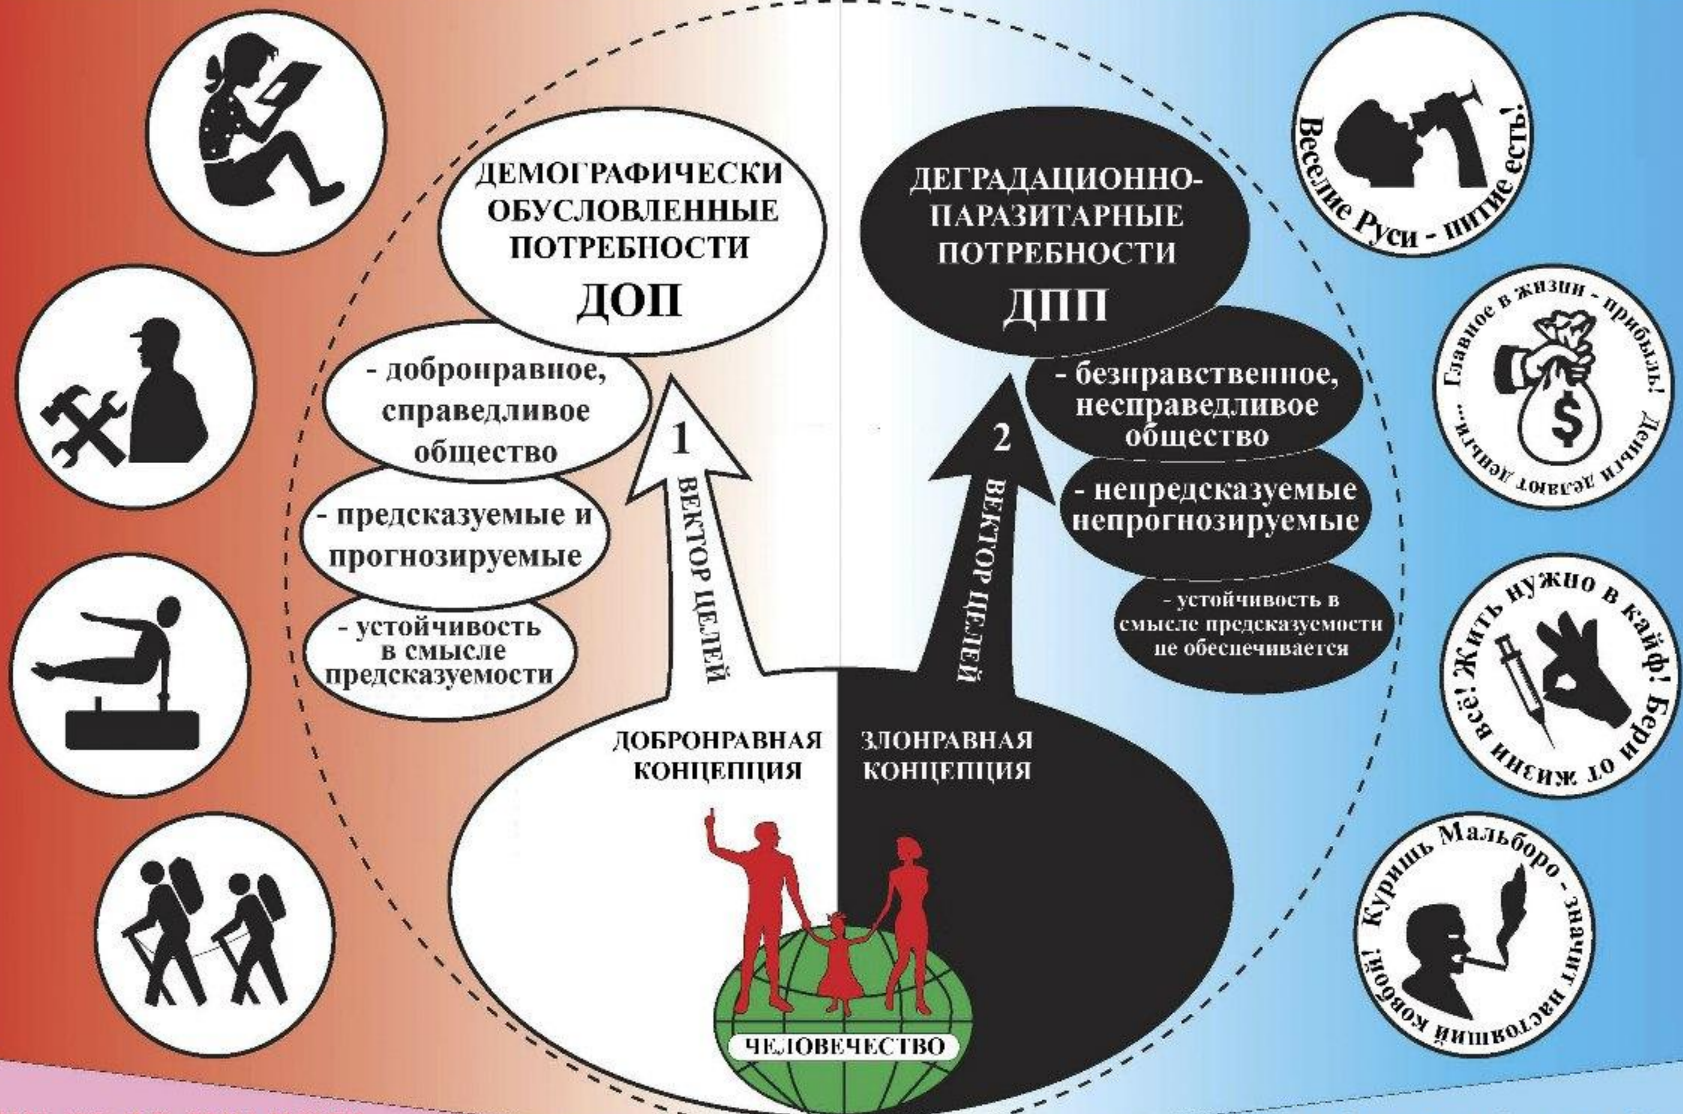 ДЕМОГРАФИЧЕСКИ
ОБУСЛОВЛЕННЫЕ
ПОТРЕБНОСТИ
ДОП
- добронравное,
справедливое
общество
- предсказуемые и
прогнозируемые
- устойчивость
в смысле
предсказуемости
1
ВЕКТОР ЦЕЛЕЙ
ДЕГРАДАЦИОННО-
ПАРАЗИТАРНЫЕ
ПОТРЕБНОСТИ
ДПП
- безнравственное,
несправедливое
общество
- непредсказуемые
непрогнозируемые
- устойчивость в
смысле предсказуемости
не обеспечивается
2
ВЕКТОР ЦЕЛЕЙ
ДОБРОНРАВНАЯ
КОНЦЕПЦИЯ
ЗЛОНРАВНАЯ
КОНЦЕПЦИЯ
ЧЕЛОВЕЧЕСТВО
Веселие Руси - питие есть!
Главное в жизни - прибыль! Деньги делают деньги...
$
Жить нужно в кайф! Бери от жизни всё!
Куришь Мальборо - значит настоящий ковбой!